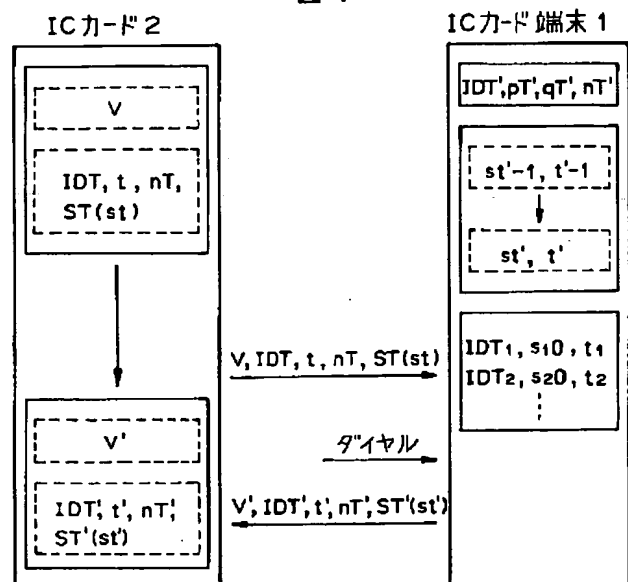 ICカード2
ICカード端末1
V
IDT, t, nT,
ST(st)
IDT',pT',qT',nT'
st'-1, t'-1
st', t'
V, IDT, t, nT, ST(st)
IDT1, s10, t1
IDT2, s20, t2
ダイヤル
V'
IDT', t', nT',
ST'(st')
V', IDT', t', nT', ST'(st')